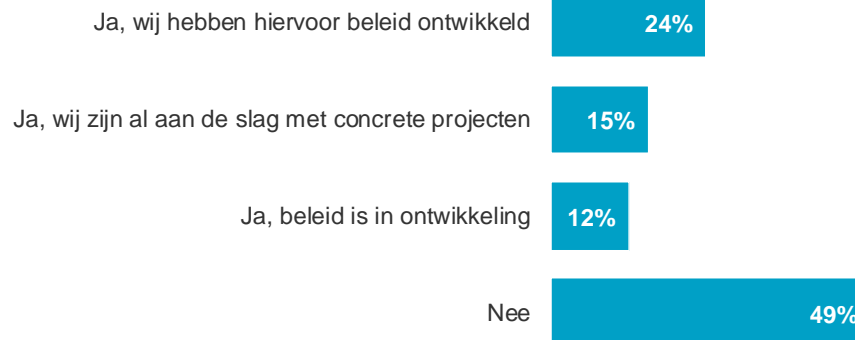 Ja, wij hebben hiervoor beleid ontwikkeld 24%
Ja, wij zijn al aan de slag met concrete projecten 15%
Ja, beleid is in ontwikkeling 12%
Nee 49%